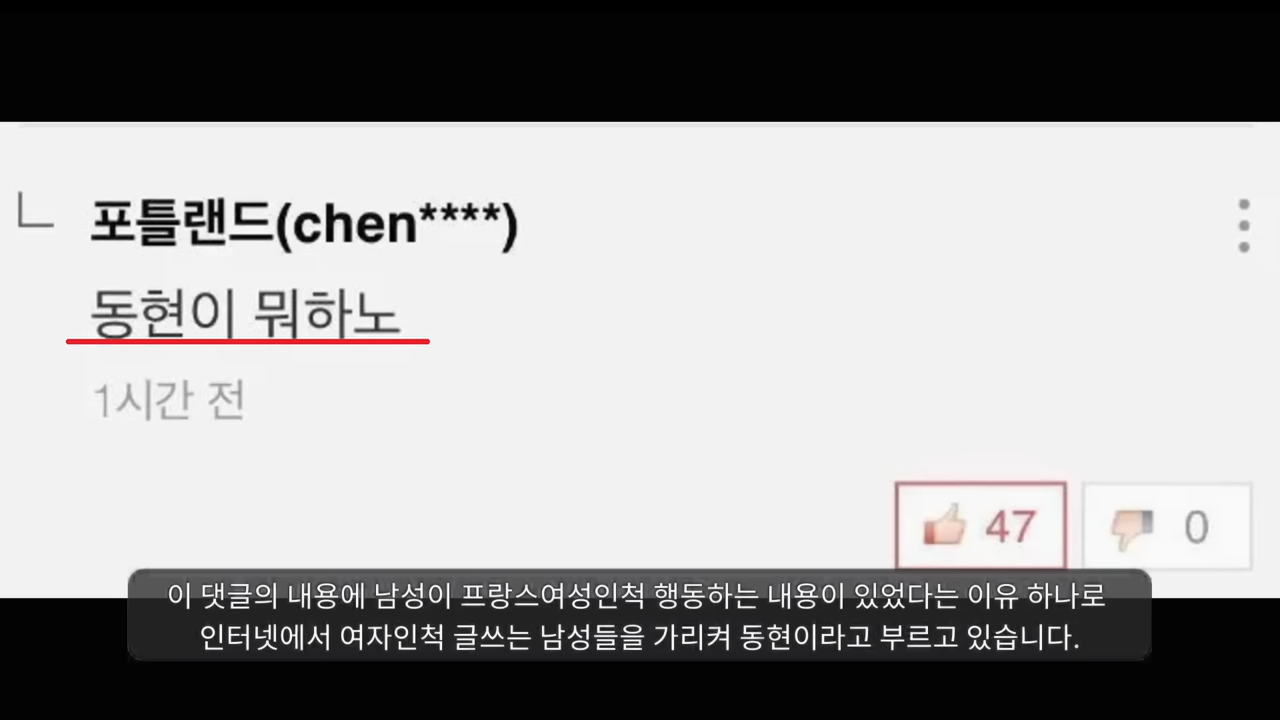 포틀랜드(chen****)
동현이 뭐하노
1시간 전
47 0
이 댓글의 내용에 남성이 프랑스여성인척 행동하는 내용이 있었다는 이유 하나로
인터넷에서 여자인척 글쓰는 남성들을 가리켜 동현이라고 부르고 있습니다.